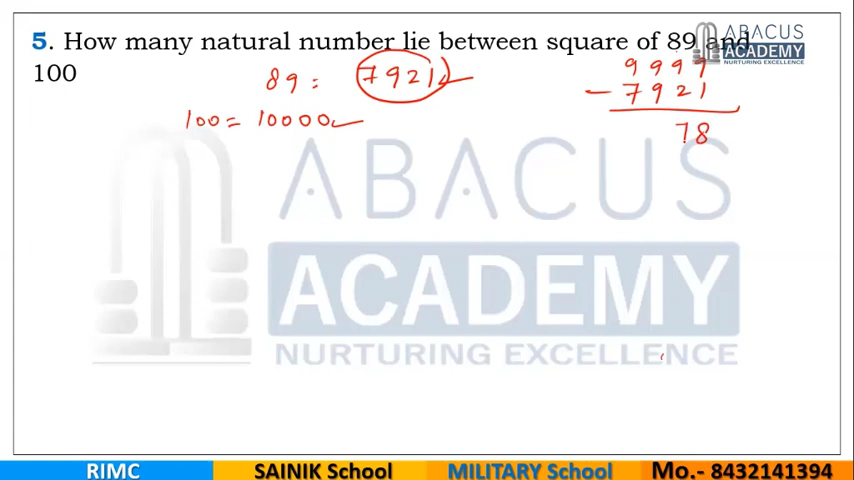 5. How many natural number lie between square of 89 and
100
ABACUS
ACADEMY
NURTURING EXCELLENCE
89 = 7921
100 = 10000
9999
- 7921
78
ABACUS
ACADEMY
NURTURING EXCELLENCE
RIMC SAINIK School MILITARY School Mo.- 8432141394